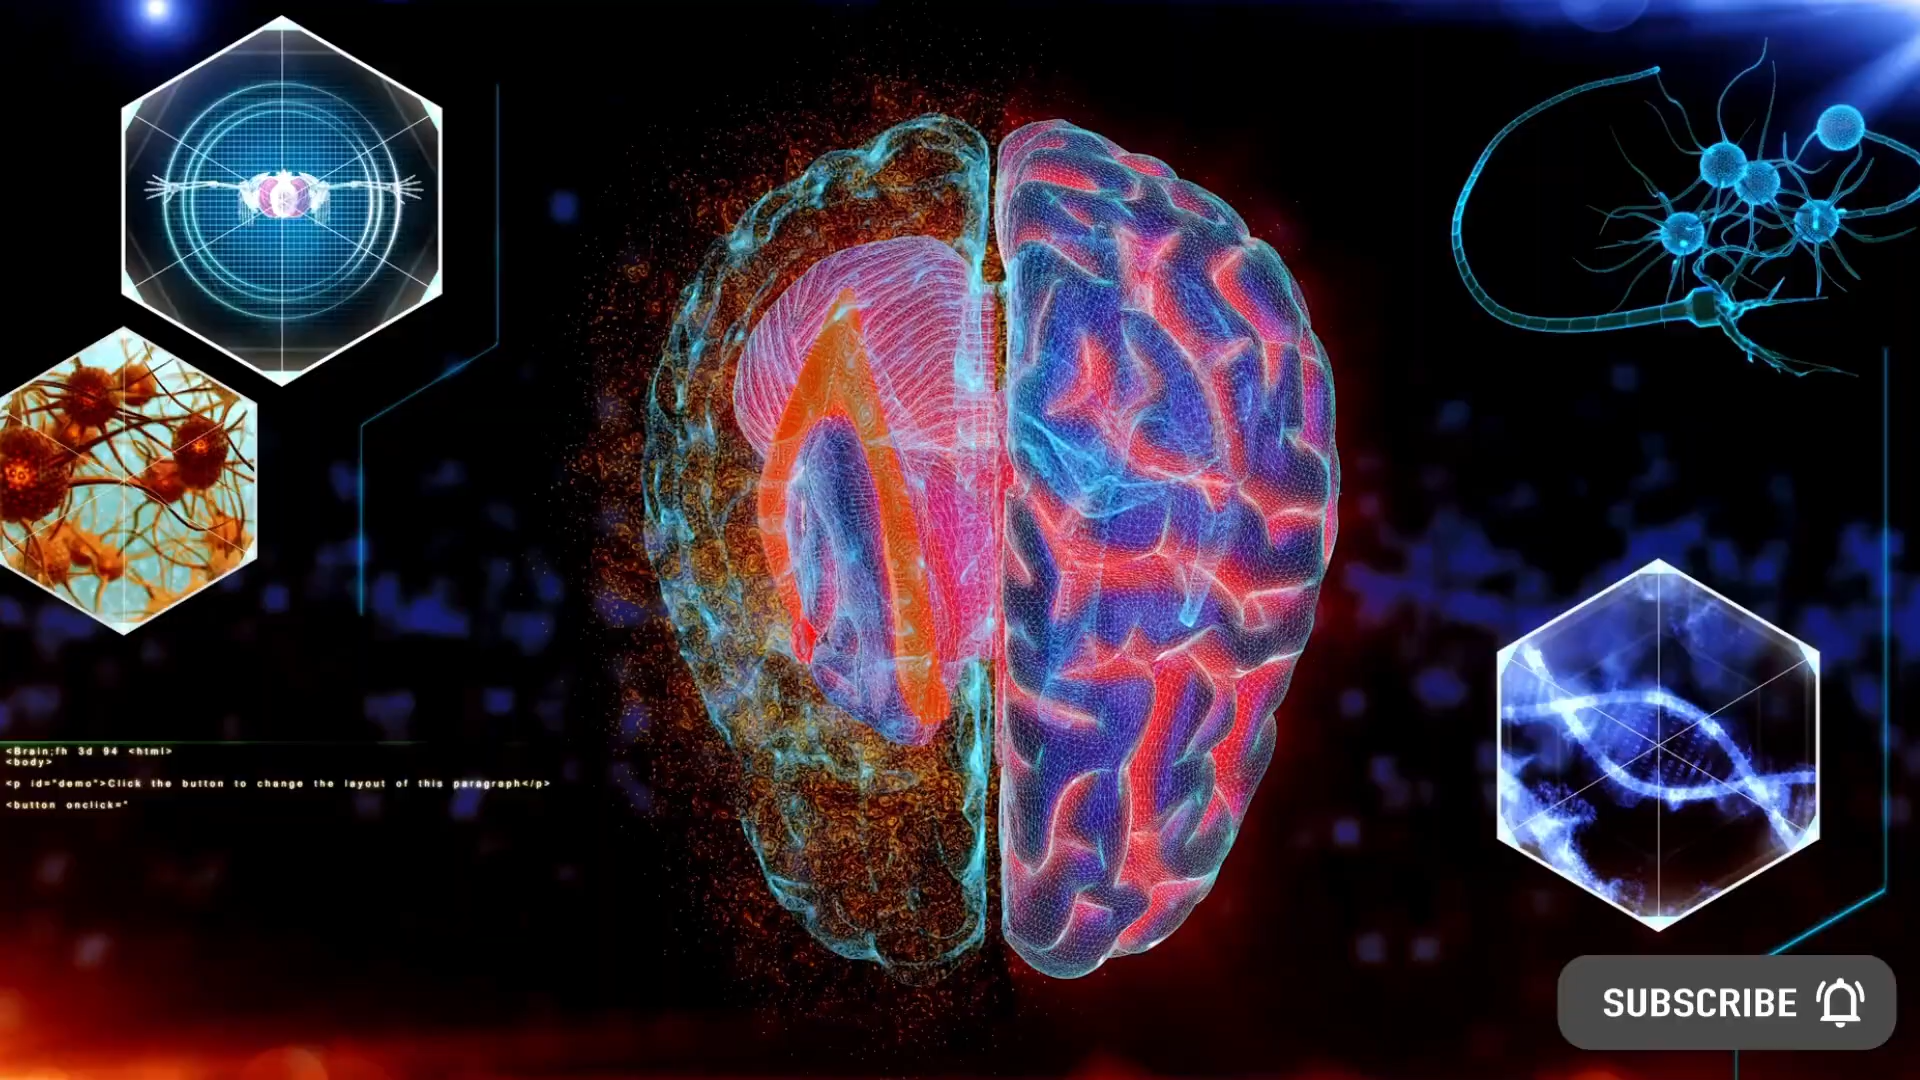 <Brain;fh 3d 94 <html>
<body>
<p id="demo">Click the button to change the layout of this paragraph</p>
<button onclick="
SUBSCRIBE